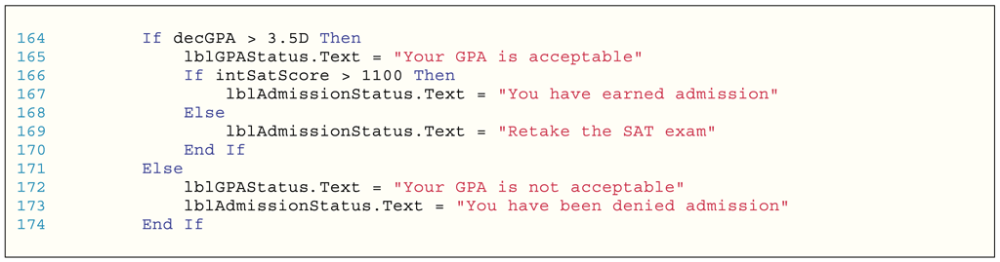 164 If decGPA > 3.5D Then
165 lblGPAStatus.Text = "Your GPA is acceptable"
166 If intSatScore > 1100 Then
167 lblAdmissionStatus.Text = "You have earned admission"
168 Else
169 lblAdmissionStatus.Text = "Retake the SAT exam"
170 End If
171 Else
172 lblGPAStatus.Text = "Your GPA is not acceptable"
173 lblAdmissionStatus.Text = "You have been denied admission"
174 End If